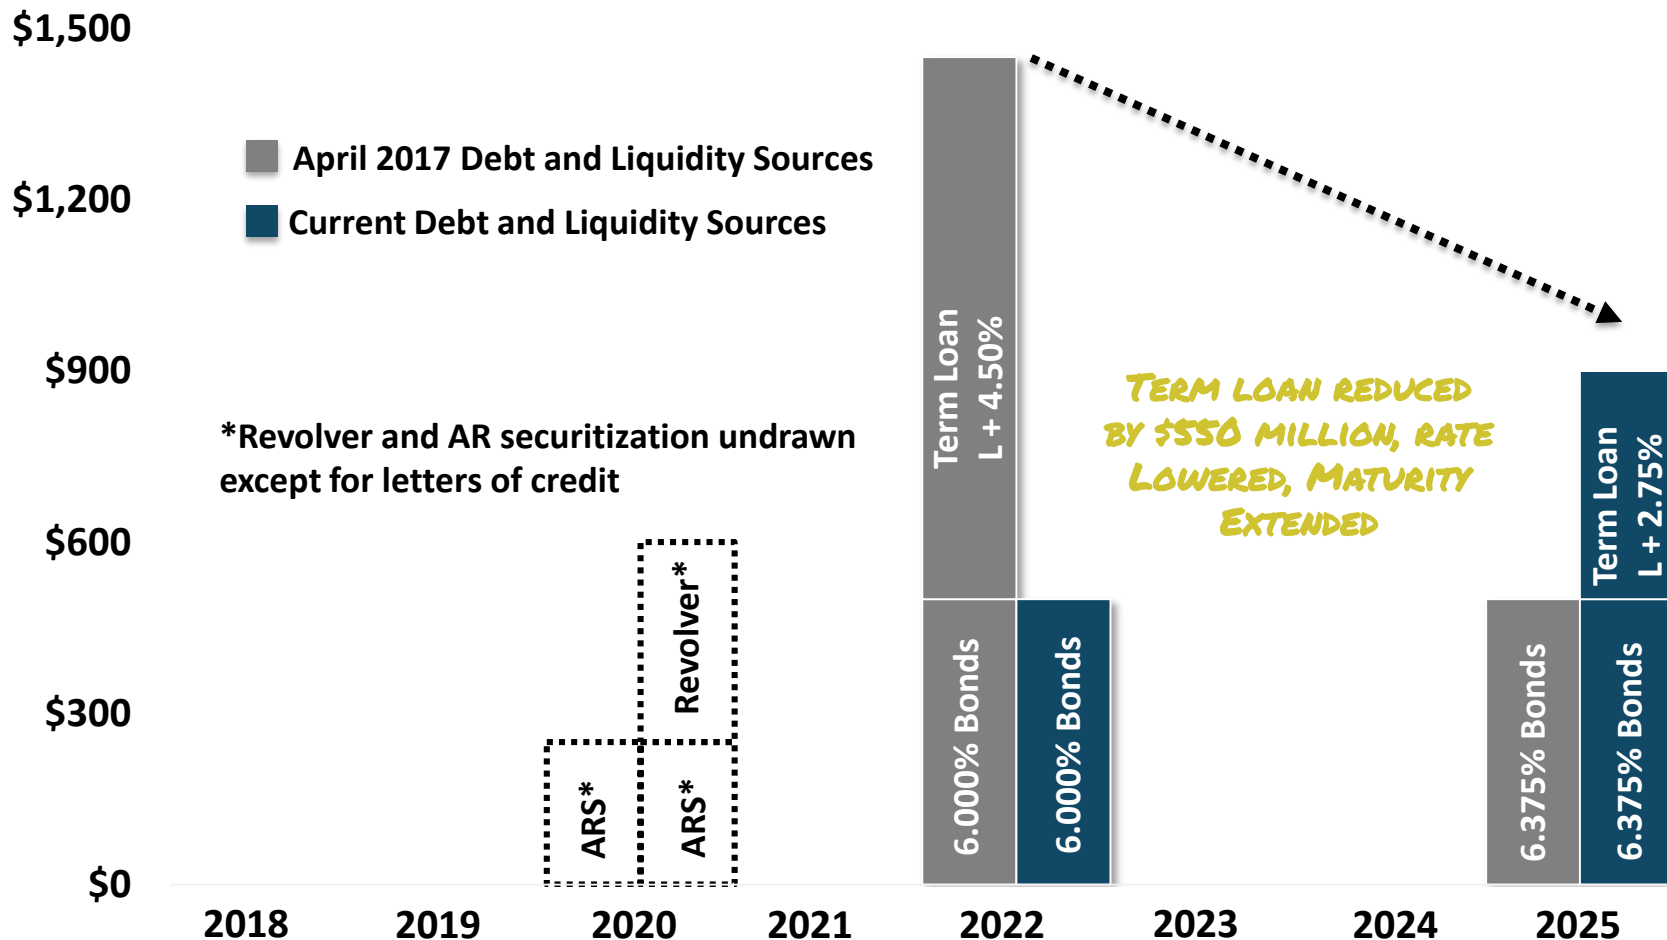 $1,500
$1,200
$900
$600
$300
$0
April 2017 Debt and Liquidity Sources
Current Debt and Liquidity Sources
*Revolver and AR securitization undrawn
except for letters of credit
ARS*
Revolver*
ARS*
Term Loan
L + 4.50%
6.000% Bonds
6.000% Bonds
TERM LOAN REDUCED
BY $550 MILLION, RATE
LOWERED, MATURITY
EXTENDED
6.375% Bonds
Term Loan
L + 2.75%
6.375% Bonds
2018
2019
2020
2021
2022
2023
2024
2025